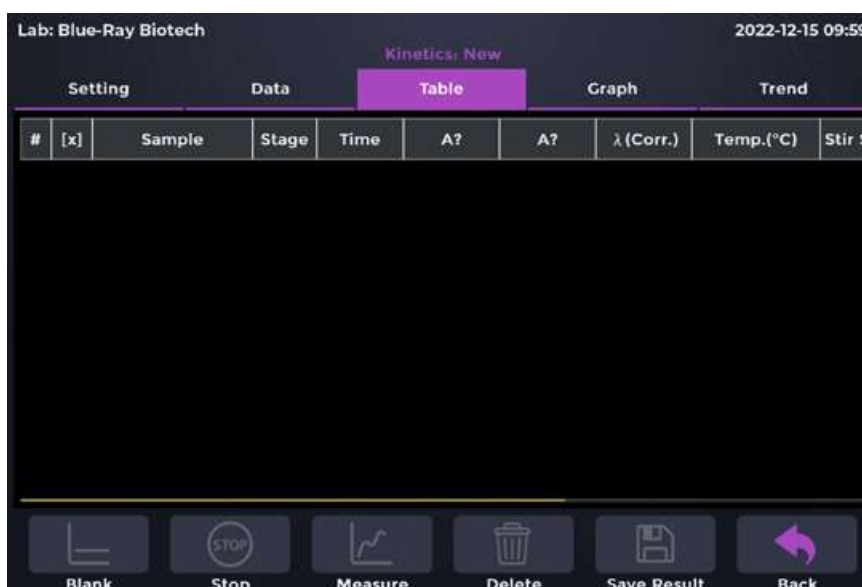 Lab: Blue-Ray Biotech 2022-12-15 09:59
Kinetics: New
Setting Data Table Graph Trend
# [x] Sample Stage Time A? A? λ(Corr.) Temp.(°C) Stir
STOP
Blank Stop Measure Delete Save Result Back